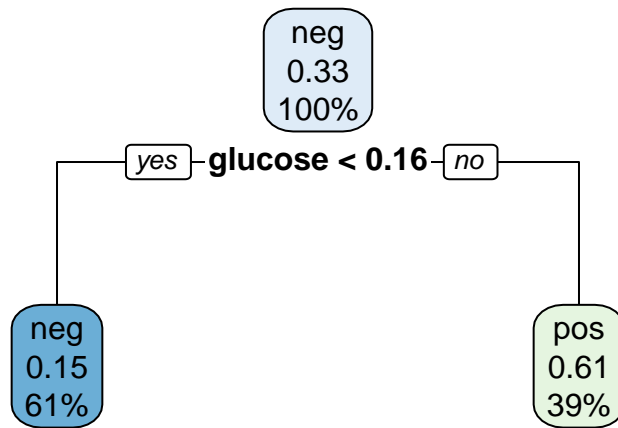 neg
0.33
100%
yes glucose < 0.16 no
neg
0.15
61%
pos
0.61
39%